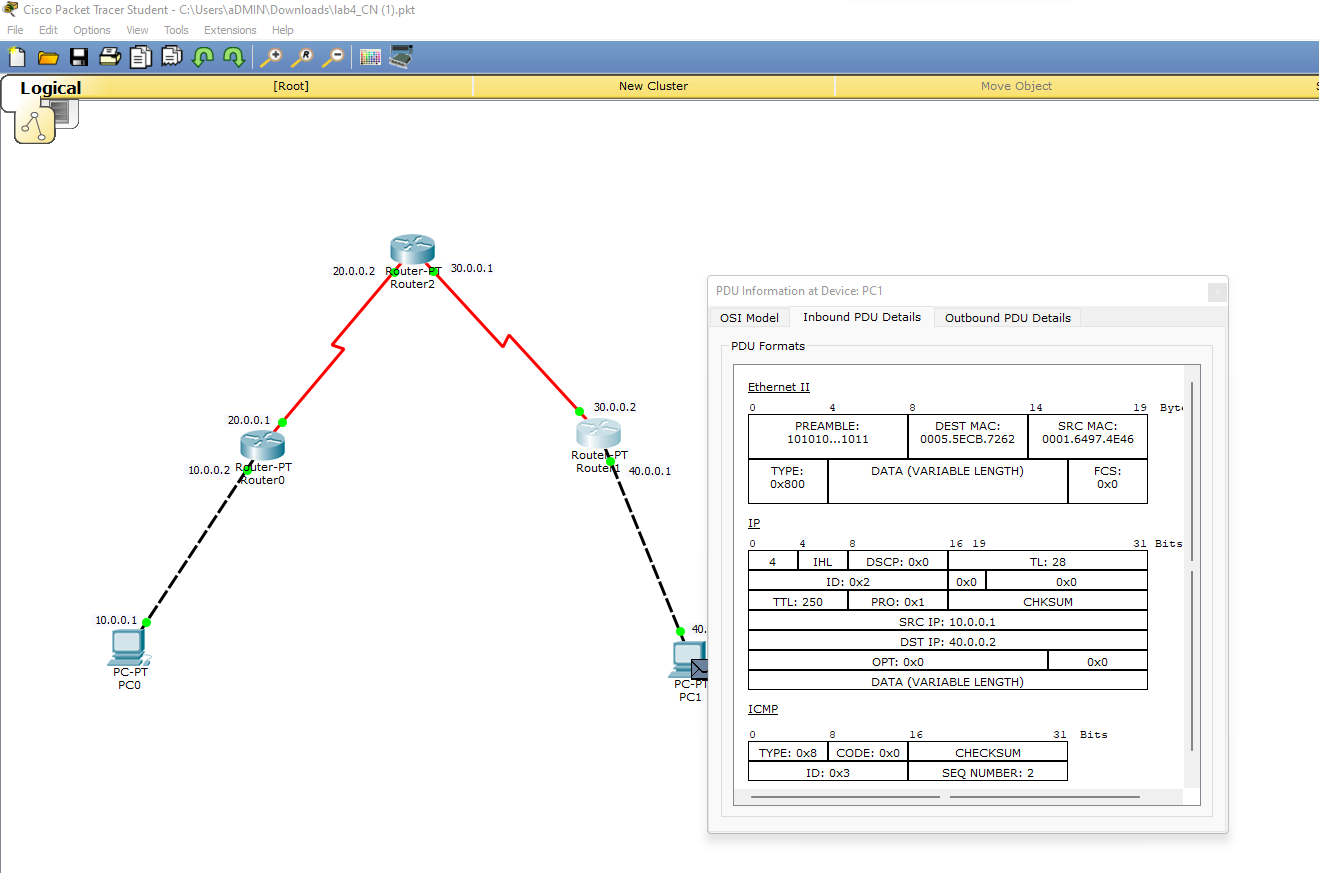 Cisco Packet Tracer Student - C:\Users\aDMIN\Downloads\lab4_CN (1).pkt
File Edit Options View Tools Extensions Help
Logical [Root] New Cluster Move Object
20.0.0.2 Router-PT 30.0.0.1
Router2
20.0.0.1
10.0.0.2 Router-PT
Router0
30.0.0.2
Router-PT
Router1 40.0.0.1
10.0.0.1
PC-PT
PC0
40.
PC-PT
PC1
PDU Information at Device: PC1
OSI Model Inbound PDU Details Outbound PDU Details
PDU Formats
Ethernet II
0 4 8 14 19 Byte
PREAMBLE: DEST MAC: SRC MAC:
101010...1011 0005.5ECB.7262 0001.6497.4E46
TYPE: DATA (VARIABLE LENGTH) FCS:
0x800 0x0
IP
0 4 8 16 19 31 Bits
4 IHL DSCP: 0x0 TL: 28
ID: 0x2 0x0 0x0
TTL: 250 PRO: 0x1 CHKSUM
SRC IP: 10.0.0.1
DST IP: 40.0.0.2
OPT: 0x0 0x0
DATA (VARIABLE LENGTH)
ICMP
0 8 16 31 Bits
TYPE: 0x8 CODE: 0x0 CHECKSUM
ID: 0x3 SEQ NUMBER: 2